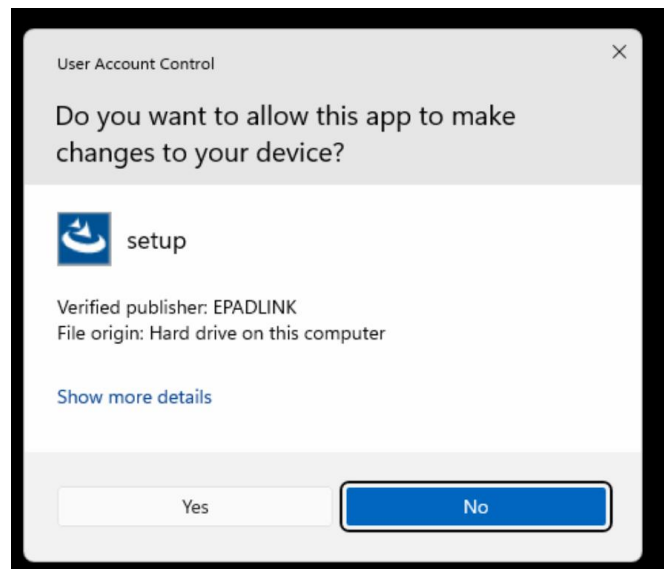 User Account Control
Do you want to allow this app to make
changes to your device?
setup
Verified publisher: EPADLINK
File origin: Hard drive on this computer
Show more details
Yes
No